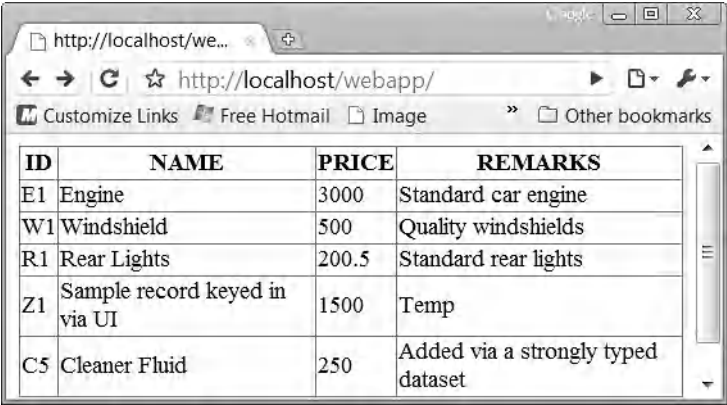 Google
http://localhost/we...
http://localhost/webapp/
Customize Links Free Hotmail Image » Other bookmarks
ID NAME PRICE REMARKS
E1 Engine 3000 Standard car engine
W1 Windshield 500 Quality windshields
R1 Rear Lights 200.5 Standard rear lights
Z1 Sample record keyed in via UI 1500 Temp
C5 Cleaner Fluid 250 Added via a strongly typed dataset